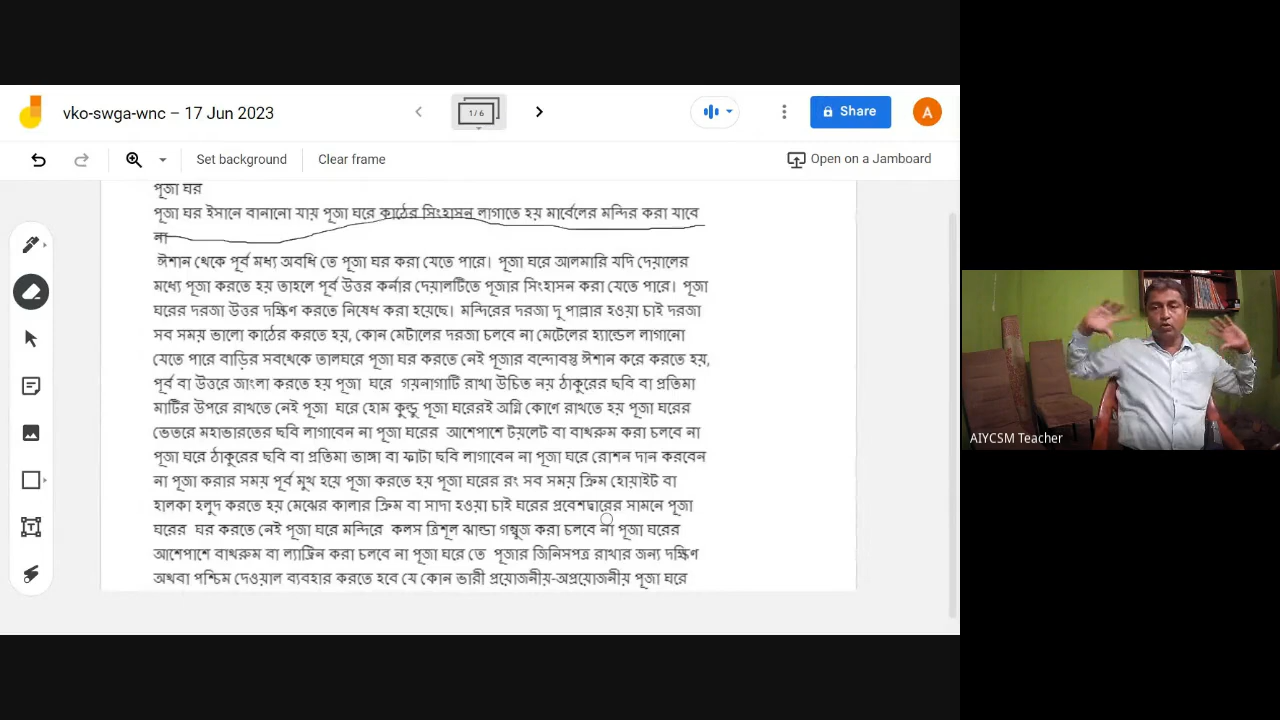 vko-swga-wnc – 17 Jun 2023
1/6
Share
A
Set background
Clear frame
Open on a Jamboard
পূজা ঘর
পূজা ঘর ইসানে বানানো যায় পূজা ঘরে কাঠের সিংহাসন লাগাতে হয় মার্বেলের মন্দির করা যাবে
না
ঈশান থেকে পূর্ব মধ্য অবধি তে পূজা ঘর করা যেতে পারে। পূজা ঘরে আলমারি যদি দেয়ালের
মধ্যে পূজা করতে হয় তাহলে পূর্ব উত্তর কর্নার দেয়ালটিতে পূজার সিংহাসন করা যেতে পারে। পূজা
ঘরের দরজা উত্তর দক্ষিণ করতে নিষেধ করা হয়েছে। মন্দিরের দরজা দূ পাল্লার হওয়া চাই দরজা
সব সময় ভালো কাঠের করতে হয়, কোন মেটালের দরজা চলবে না মেটেলের হ্যান্ডেল লাগানো
যেতে পারে বাড়ির সবথেকে তালঘরে পূজা ঘর করতে নেই পূজার বন্দোবস্ত ঈশান করে করতে হয়,
পূর্ব বা উত্তরে জাংলা করতে হয় পূজা ঘরে গয়নাগাটি রাখা উচিত নয় ঠাকুরের ছবি বা প্রতিমা
মাটির উপরে রাখতে নেই পূজা ঘরে হোম কুন্ডু পূজা ঘরেরই অগ্নি কোণে রাখতে হয় পূজা ঘরের
ভেতরে মহাভারতের ছবি লাগাবেন না পূজা ঘরের আশেপাশে টয়লেট বা বাথরুম করা চলবে না
পূজা ঘরে ঠাকুরের ছবি বা প্রতিমা ভাঙ্গা বা ফাটা ছবি লাগাবেন না পূজা ঘরে রোশন দান করবেন
না পূজা করার সময় পূর্ব মুখ হয়ে পূজা করতে হয় পূজা ঘরের রং সব সময় ক্রিম হোয়াইট বা
হালকা হলুদ করতে হয় মেঝের কালার ক্রিম বা সাদা হওয়া চাই ঘরের প্রবেশদ্বারের সামনে পূজা
ঘরের ঘর করতে নেই পূজা ঘরে মন্দিরে কলস ত্রিশূল ঝান্ডা গম্বুজ করা চলবে না পূজা ঘরের
আশেপাশে বাথরুম বা ল্যাট্রিন করা চলবে না পূজা ঘরে তে পূজার জিনিসপত্র রাখার জন্য দক্ষিণ
অথবা পশ্চিম দেওয়াল ব্যবহার করতে হবে যে কোন ভারী প্রয়োজনীয়-অপ্রয়োজনীয় পূজা ঘরে
AIYCSM Teacher